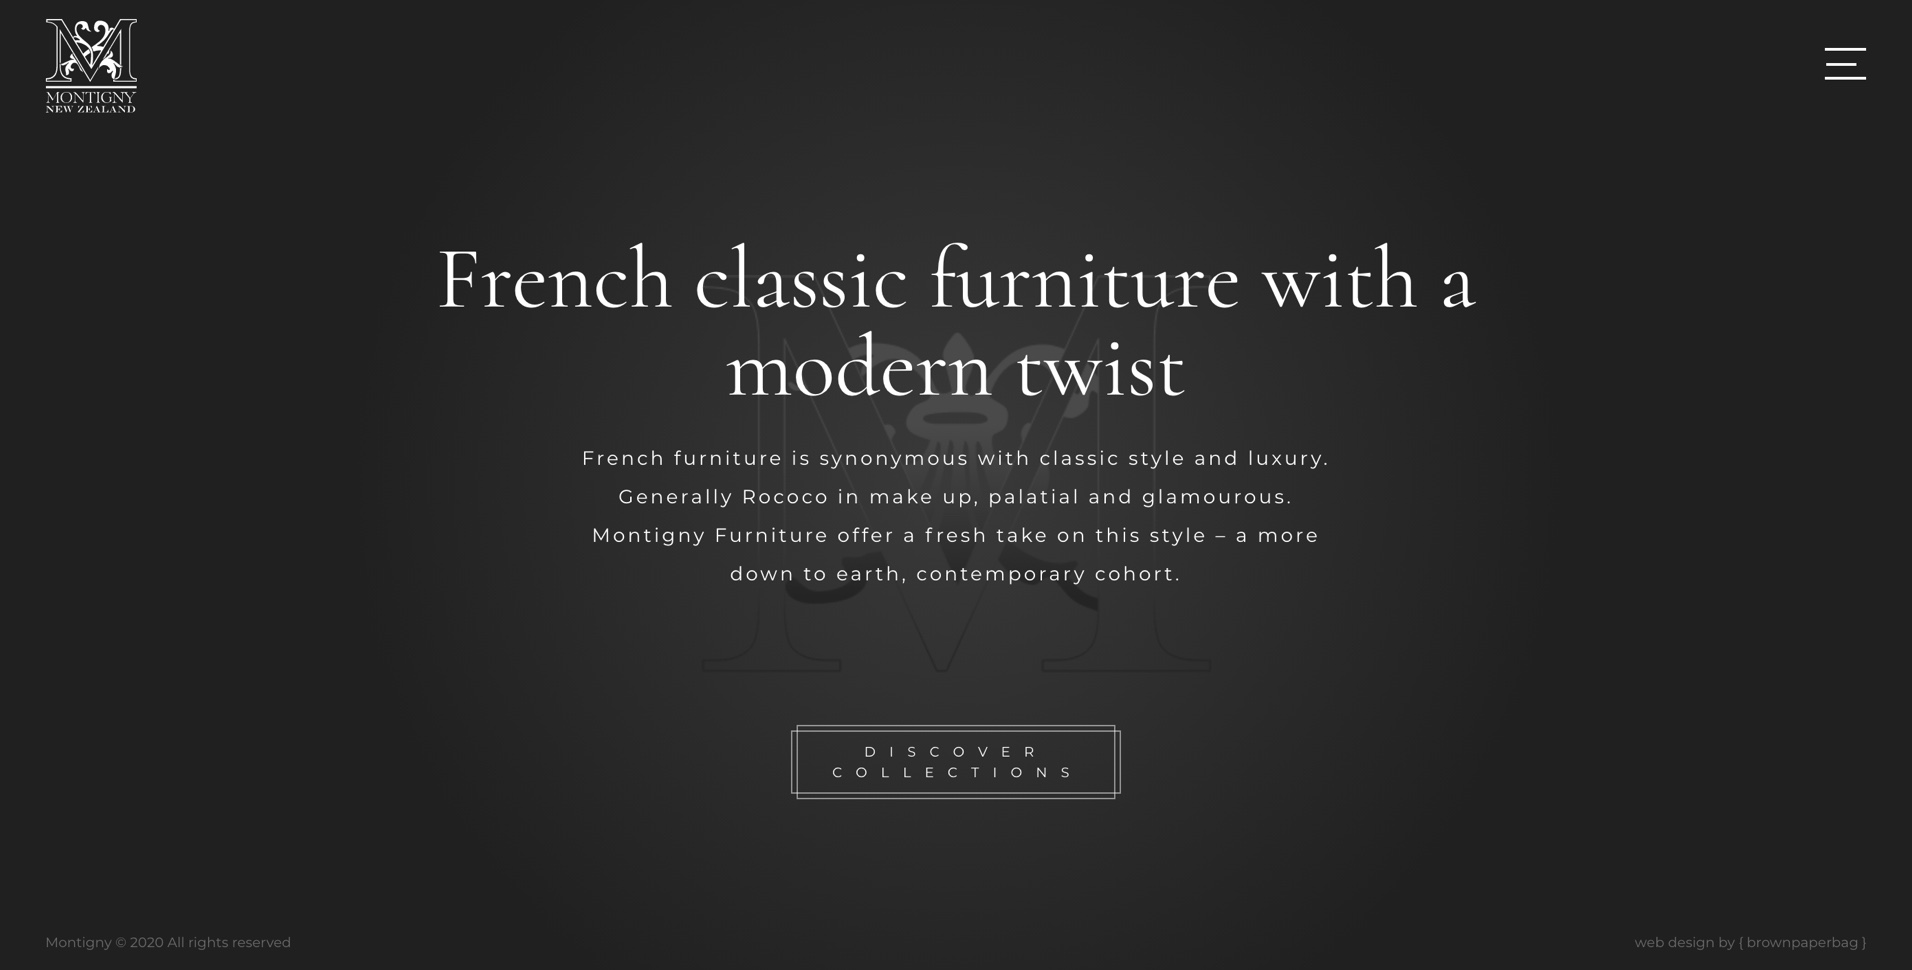 M
MONTIGNY
NEW ZEALAND
French classic furniture with a
modern twist
French furniture is synonymous with classic style and luxury.
Generally Rococo in make up, palatial and glamourous.
Montigny Furniture offer a fresh take on this style – a more
down to earth, contemporary cohort.
DISCOVER
COLLECTIONS
Montigny © 2020 All rights reserved
web design by { brownpaperbag }